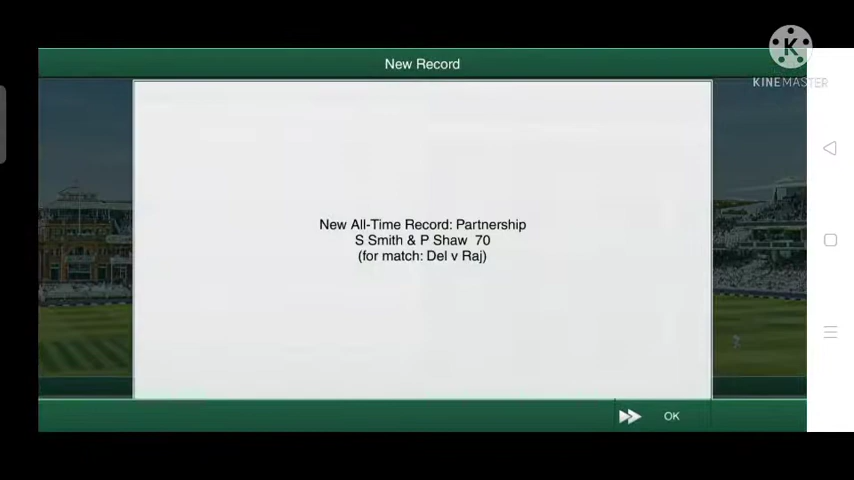 New Record
K
KINEMASTER
New All-Time Record: Partnership
S Smith & P Shaw 70
(for match: Del v Raj)
OK